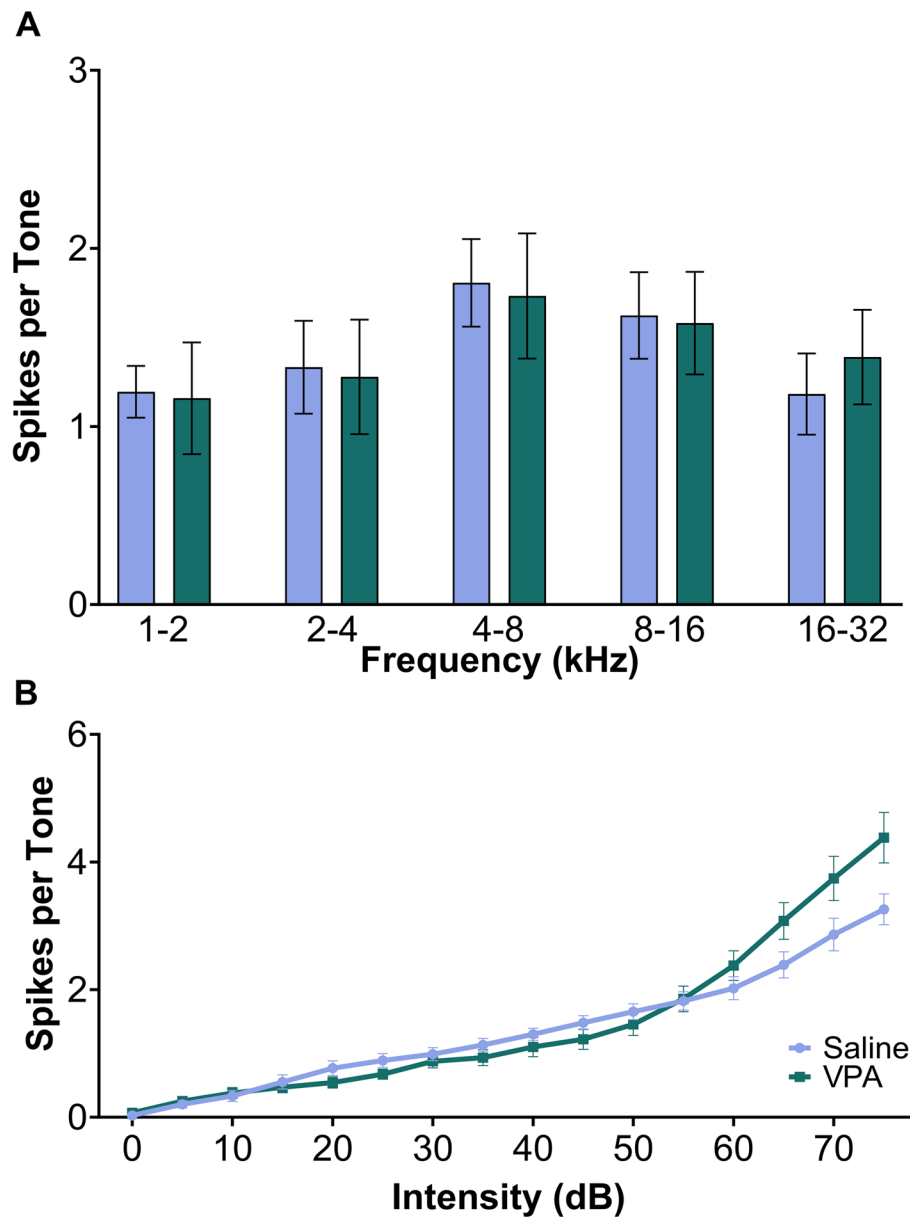 A
3
2
1
0
Spikes per Tone
1-2 2-4 4-8 8-16 16-32
Frequency (kHz)
B
6
4
2
0
Spikes per Tone
Saline
VPA
0 10 20 30 40 50 60 70
Intensity (dB)